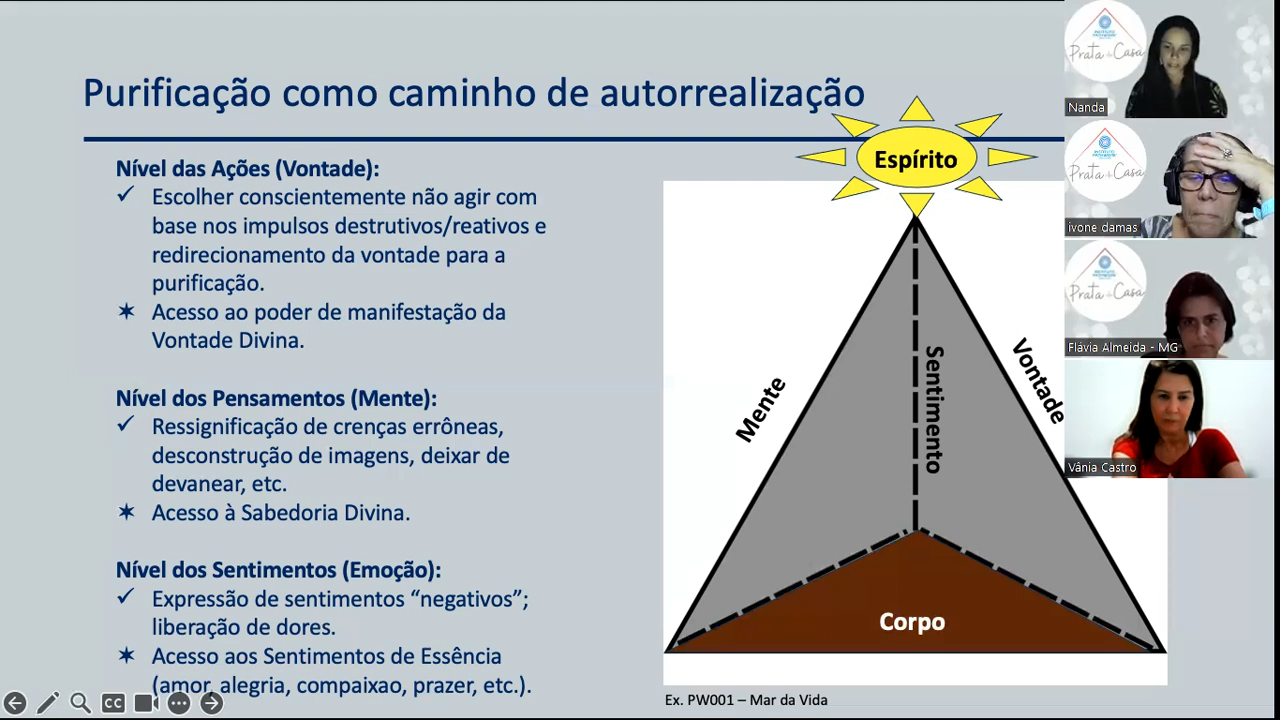 Purificação como caminho de autorrealização
Nível das Ações (Vontade):
✓ Escolher conscientemente não agir com
base nos impulsos destrutivos/reativos e
redirecionamento da vontade para a
purificação.
✶ Acesso ao poder de manifestação da
Vontade Divina.
Nível dos Pensamentos (Mente):
✓ Ressignificação de crenças errôneas,
desconstrução de imagens, deixar de
devanear, etc.
✶ Acesso à Sabedoria Divina.
Nível dos Sentimentos (Emoção):
✓ Expressão de sentimentos “negativos”;
liberação de dores.
✶ Acesso aos Sentimentos de Essência
(amor, alegria, compaixao, prazer, etc.).
Espírito
Mente
Sentimento
Vontade
Corpo
Ex. PW001 – Mar da Vida
CC
Prata da Casa
Nanda
Prata da Casa
ivone damas
Prata da Casa
Flávia Almeida - MG
Vânia Castro